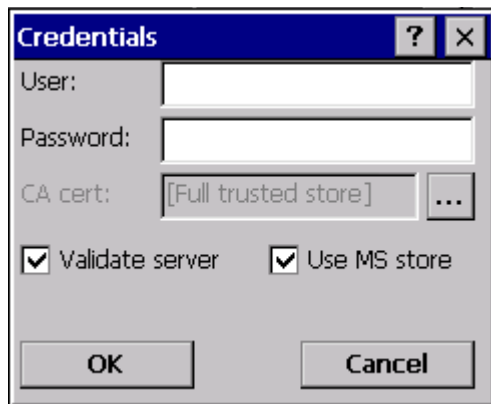 Credentials ? ×
User:
Password:
CA cert: [Full trusted store] ...
Validate server Use MS store
OK Cancel